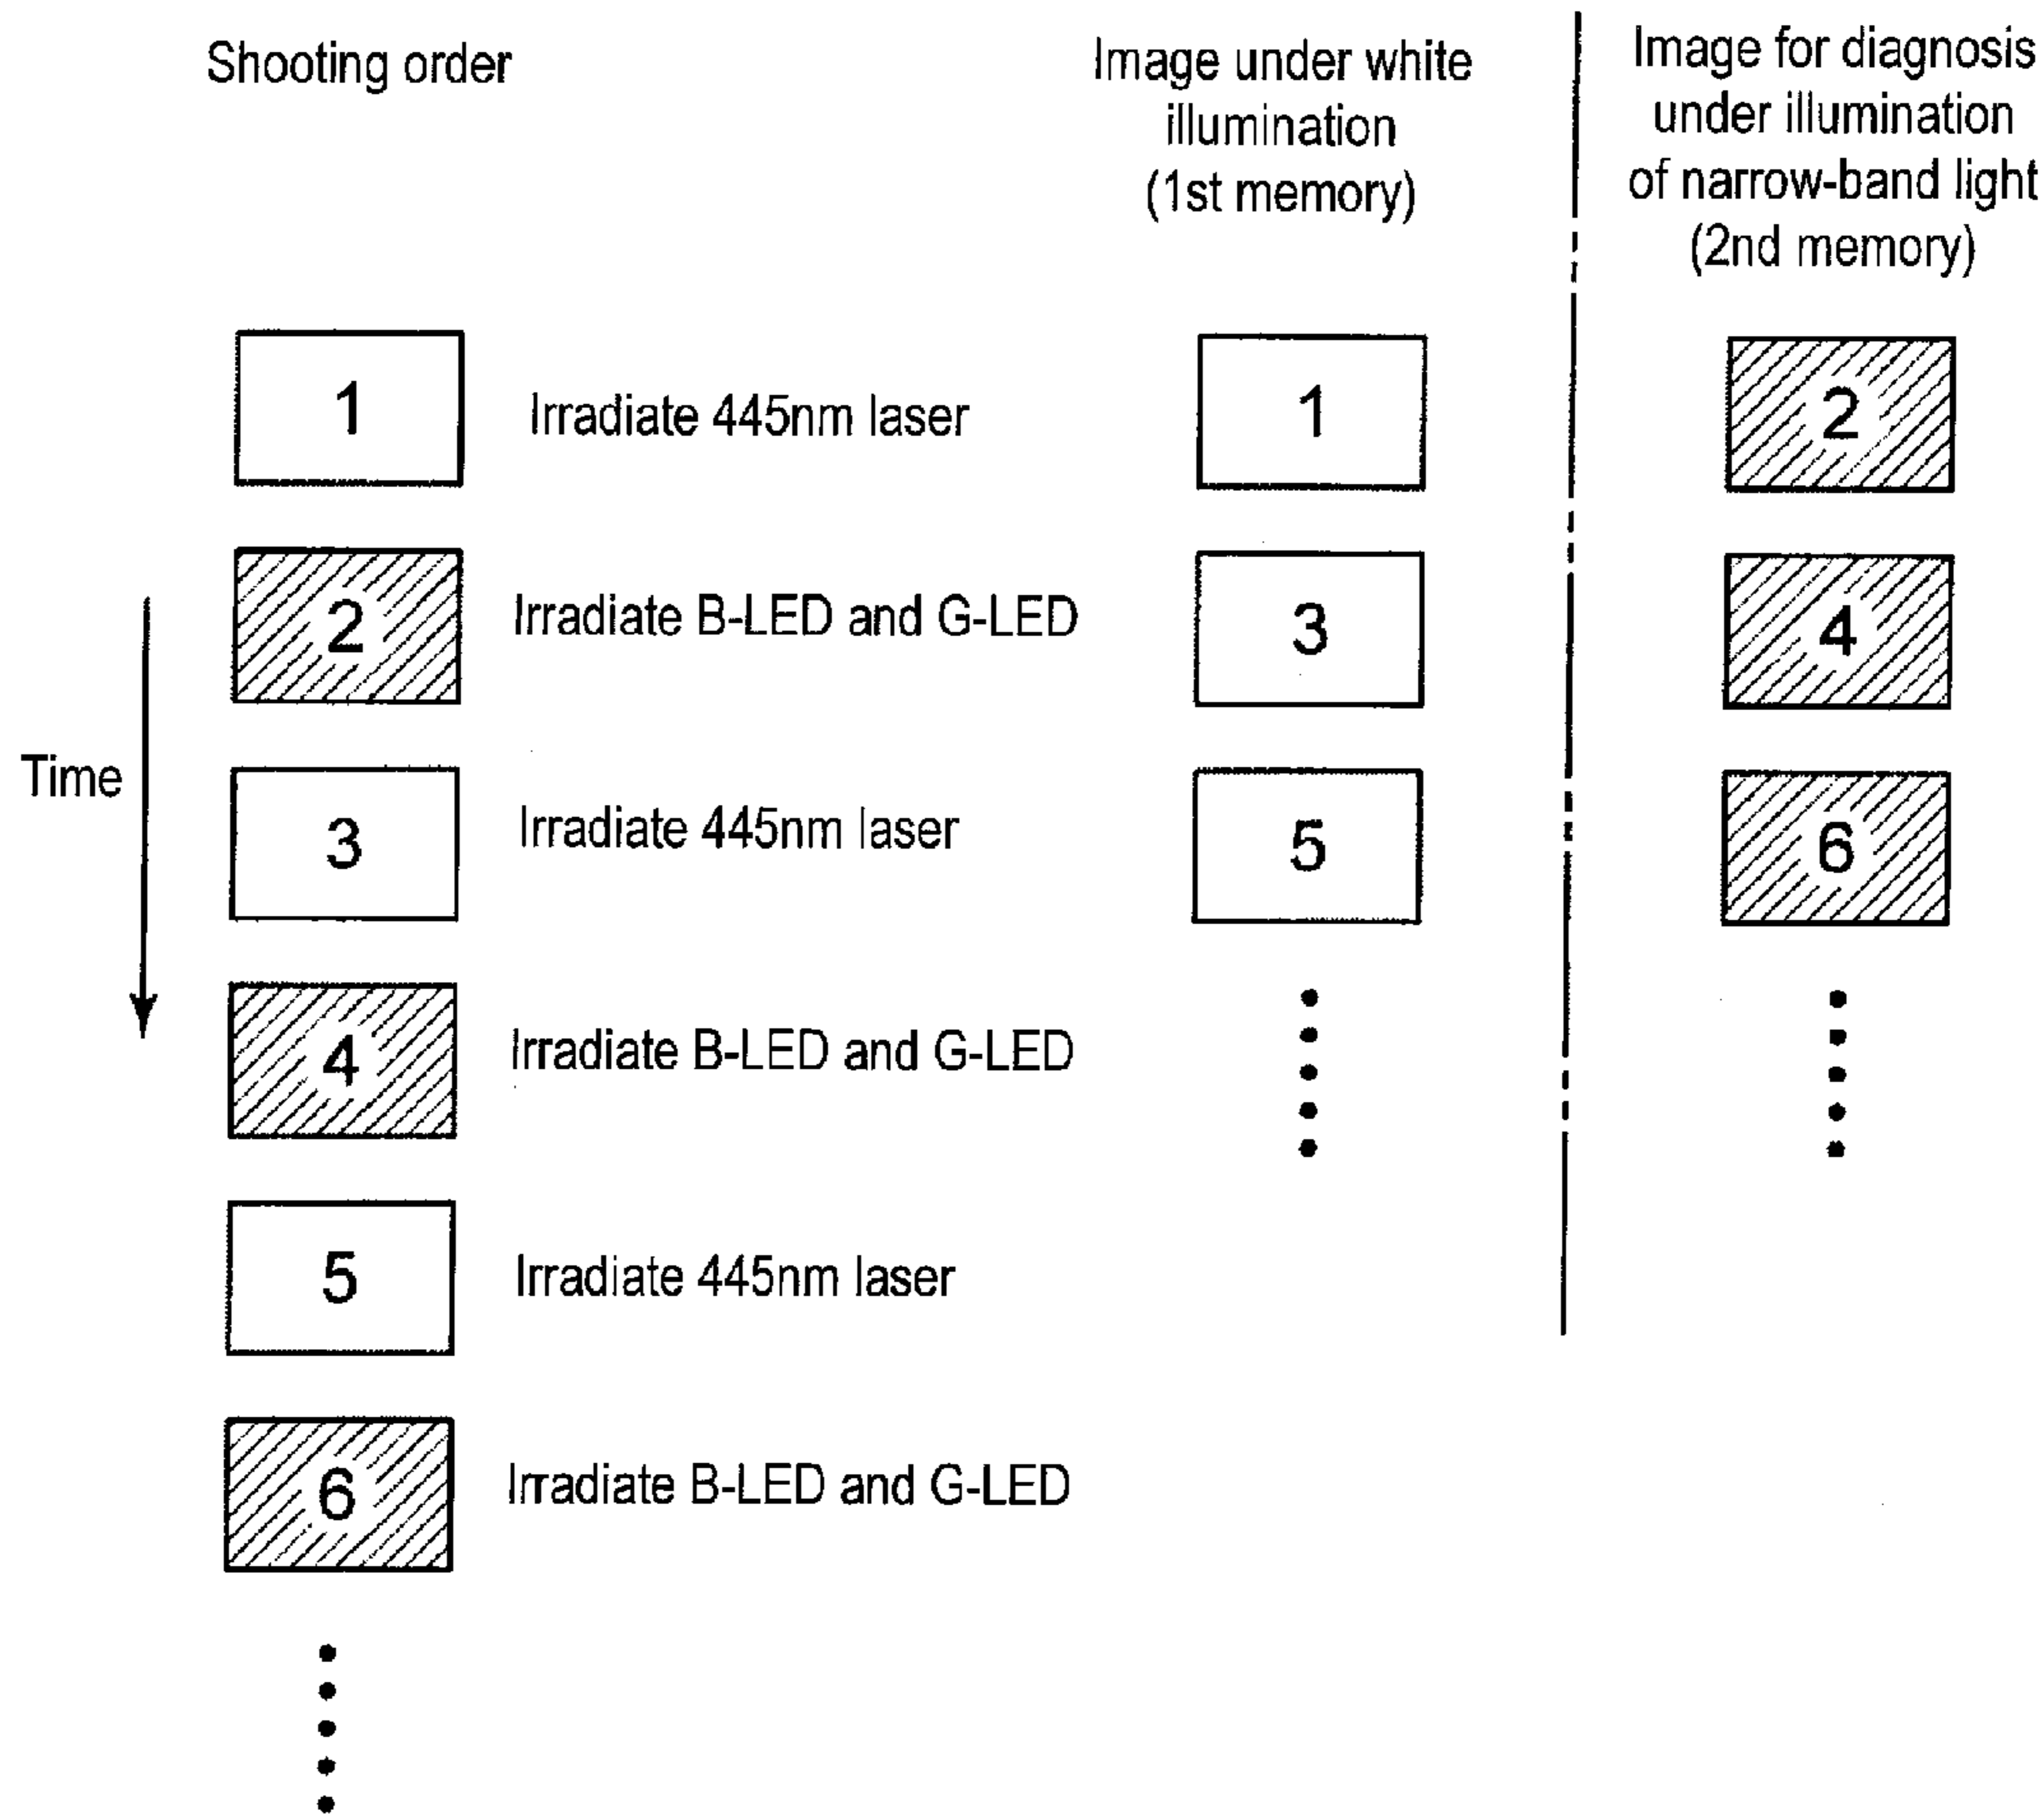 Shooting order
Image under white
illumination
(1st memory)
Image for diagnosis
under illumination
of narrow-band light
(2nd memory)
1
Irradiate 445nm laser
1
2
2
Irradiate B-LED and G-LED
3
4
Time
3
Irradiate 445nm laser
5
6
4
Irradiate B-LED and G-LED
5
Irradiate 445nm laser
6
Irradiate B-LED and G-LED